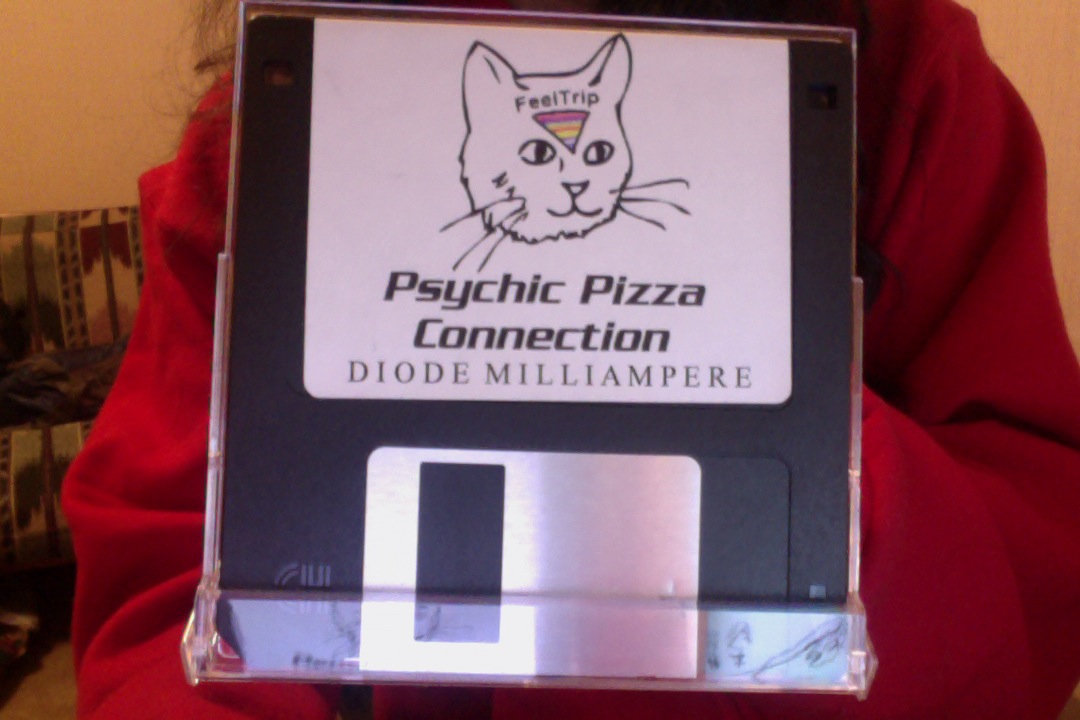 FeelTrip
Psychic Pizza
Connection
DIODE MILLIAMPERE